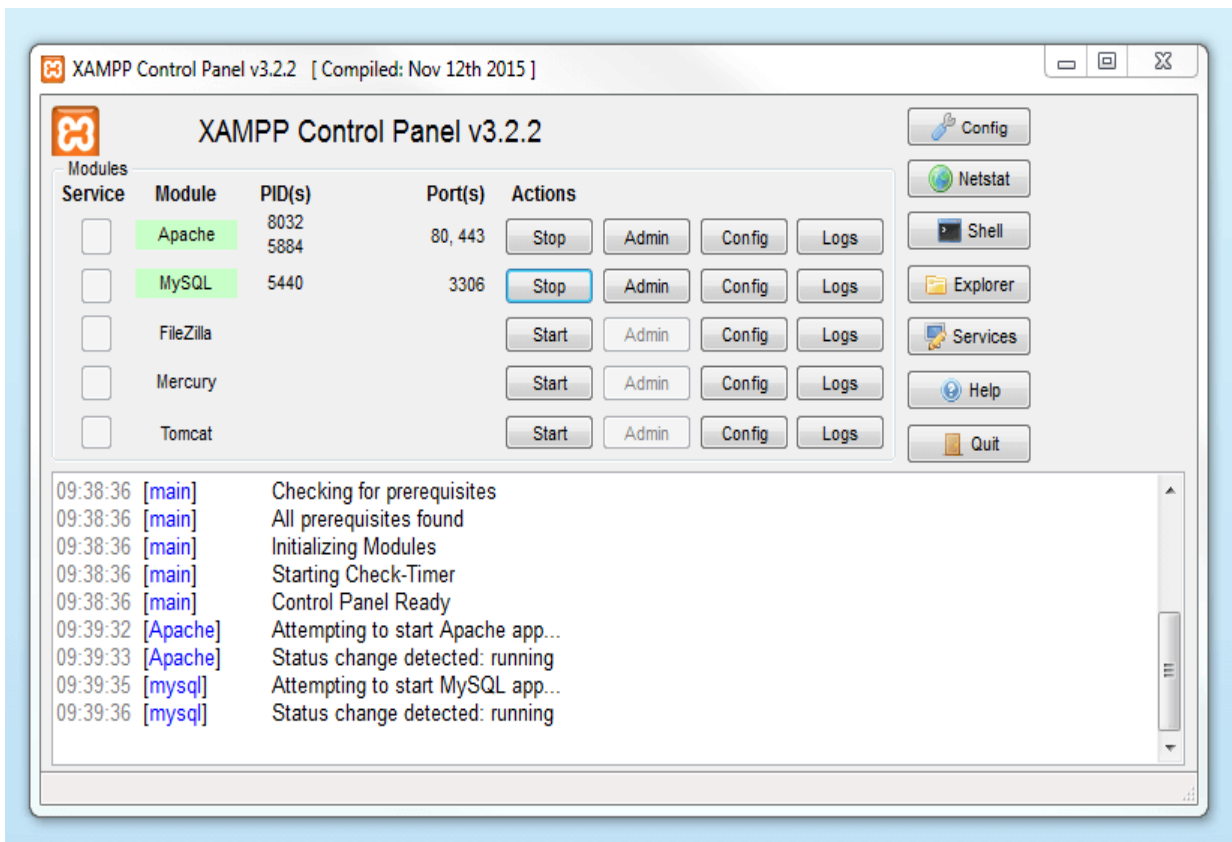 XAMPP Control Panel v3.2.2 [ Compiled: Nov 12th 2015 ]
XAMPP Control Panel v3.2.2
Config
Modules
Service Module PID(s) Port(s) Actions
Netstat
Apache 8032 5884 80, 443 Stop Admin Config Logs
Shell
MySQL 5440 3306 Stop Admin Config Logs
Explorer
FileZilla Start Admin Config Logs
Services
Mercury Start Admin Config Logs
Help
Tomcat Start Admin Config Logs
Quit
09:38:36 [main] Checking for prerequisites
09:38:36 [main] All prerequisites found
09:38:36 [main] Initializing Modules
09:38:36 [main] Starting Check-Timer
09:38:36 [main] Control Panel Ready
09:39:32 [Apache] Attempting to start Apache app...
09:39:33 [Apache] Status change detected: running
09:39:35 [mysql] Attempting to start MySQL app...
09:39:36 [mysql] Status change detected: running